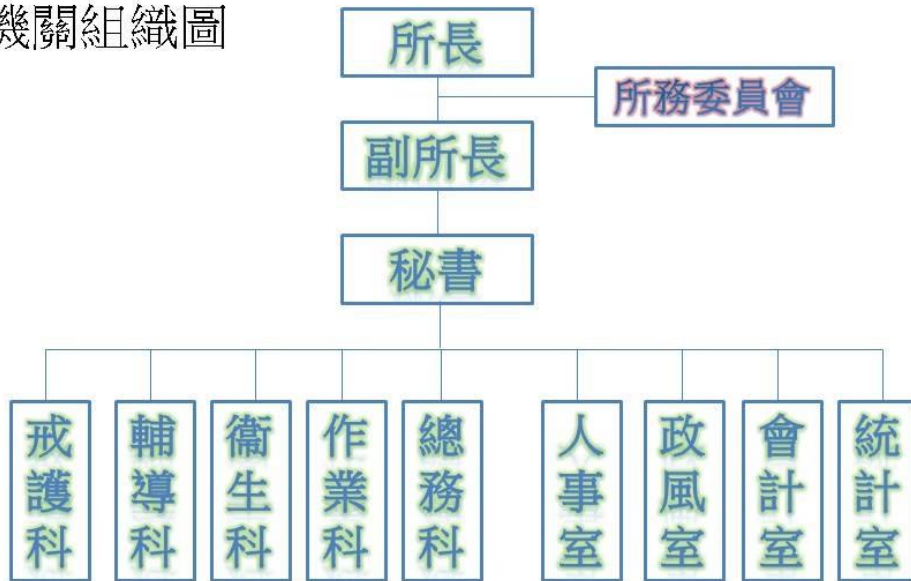 機關組織圖
所長
所務委員會
副所長
秘書
戒護科
輔導科
衞生科
作業科
總務科
人事室
政風室
會計室
統計室